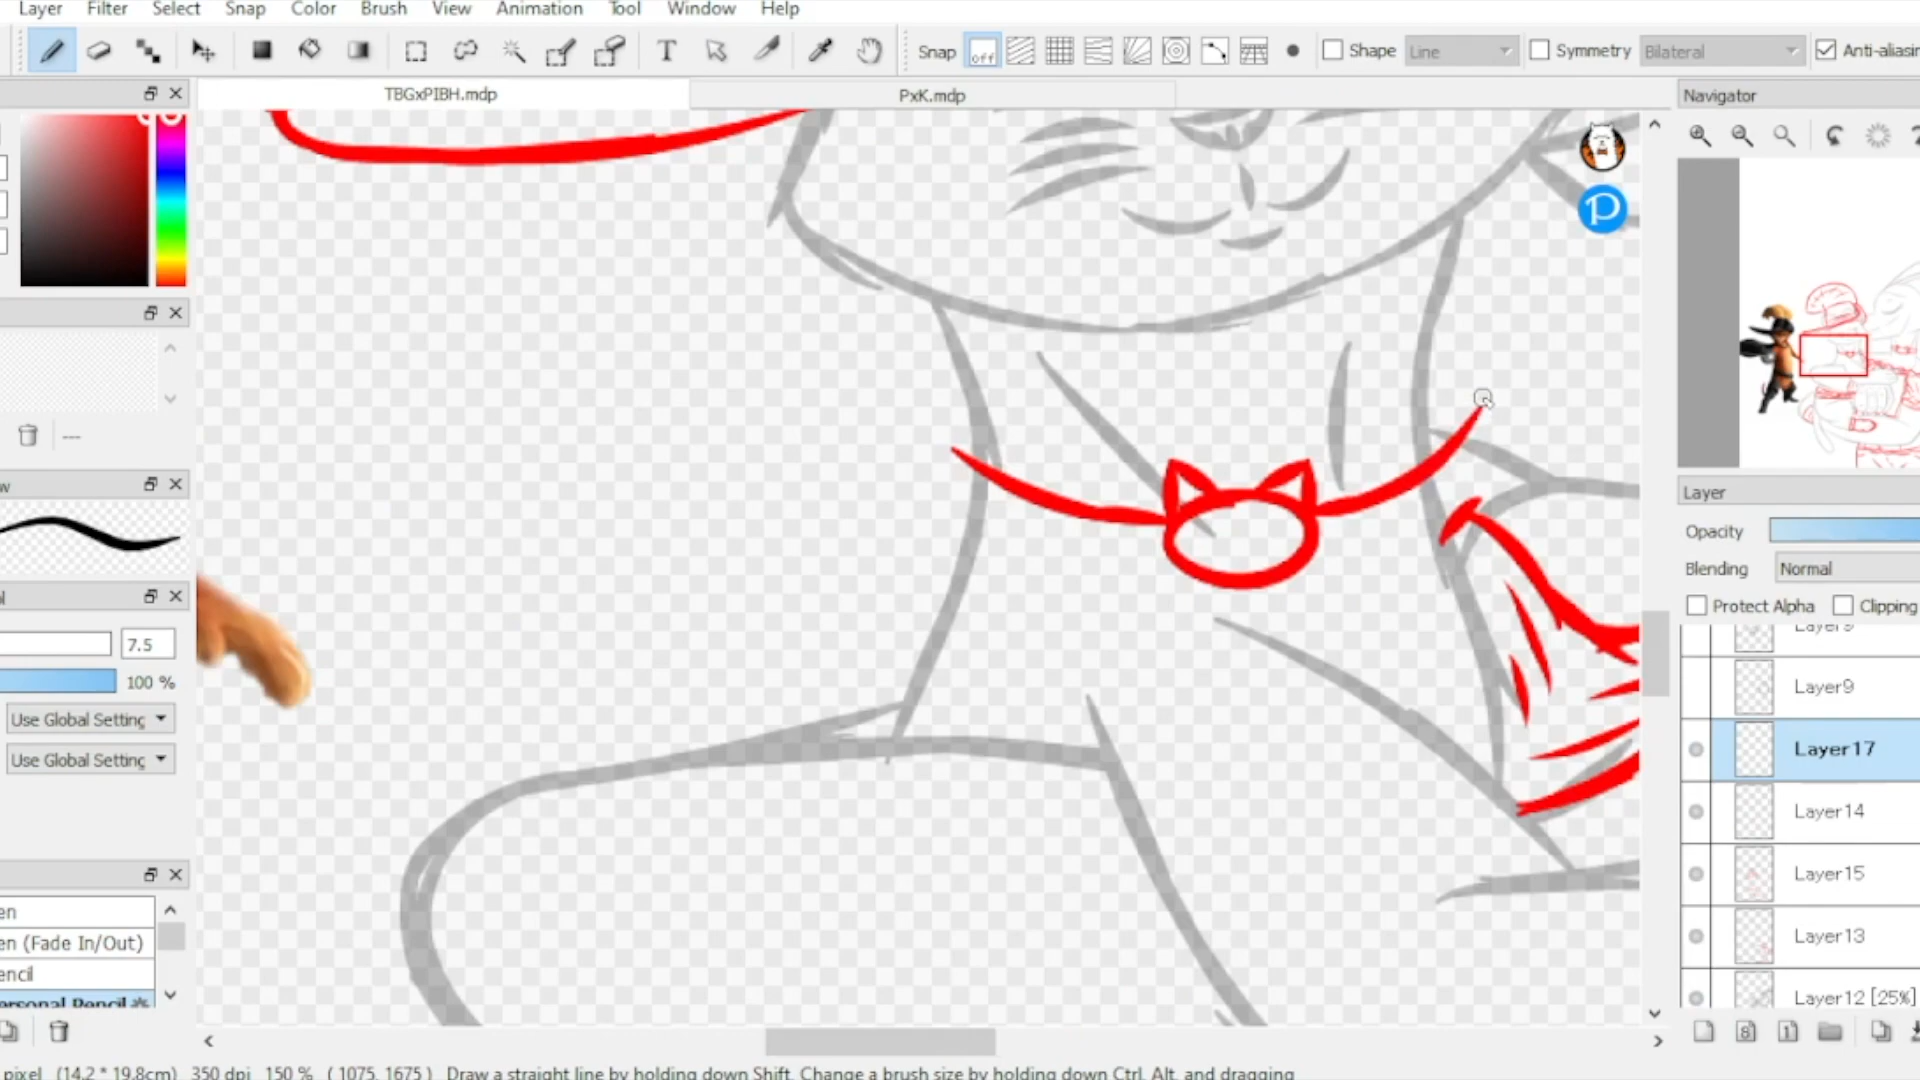 Layer Filter Select Snap Color Brush View Animation Tool Window Help
T Snap off Shape Line Symmetry Bilateral Anti-aliasin
TBGxPIBH.mdp PxK.mdp
Navigator
P
---
Layer
w
Opacity
Blending Normal
Protect Alpha Clipping
7.5
100 %
Layer9
Layer9
Use Global Setting
Layer17
Use Global Setting
Layer14
Layer15
en
en (Fade In/Out)
Layer13
encil
ersonal Pencil
Layer12 [25%]
8 1
pixel (14.2 * 19.8cm) 350 dpi 150 % ( 1075, 1675 ) Draw a straight line by holding down Shift, Change a brush size by holding down Ctrl, Alt, and dragging